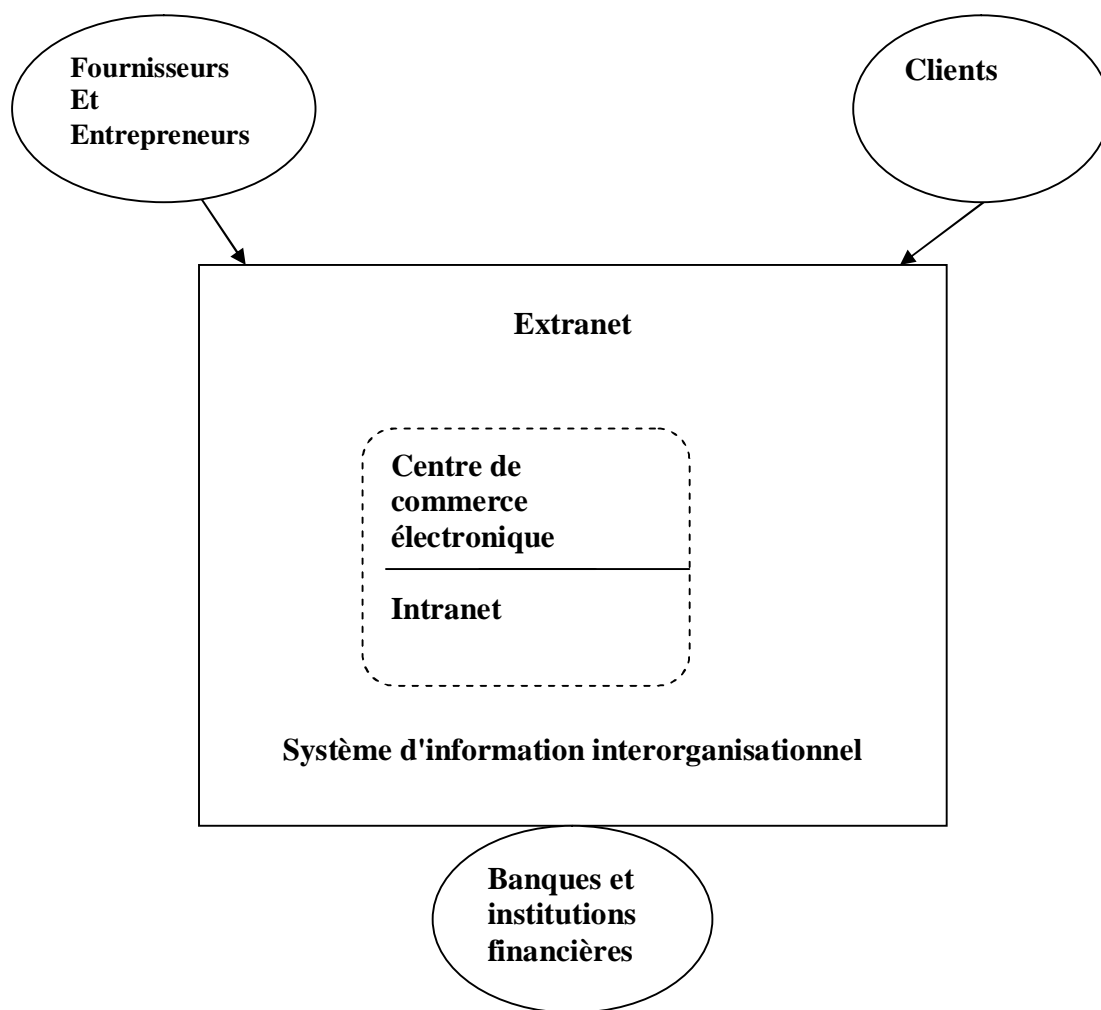 Fournisseurs
Et
Entrepreneurs
Clients
Extranet
Centre de
commerce
électronique
Intranet
Système d'information interorganisationnel
Banques et
institutions
financières